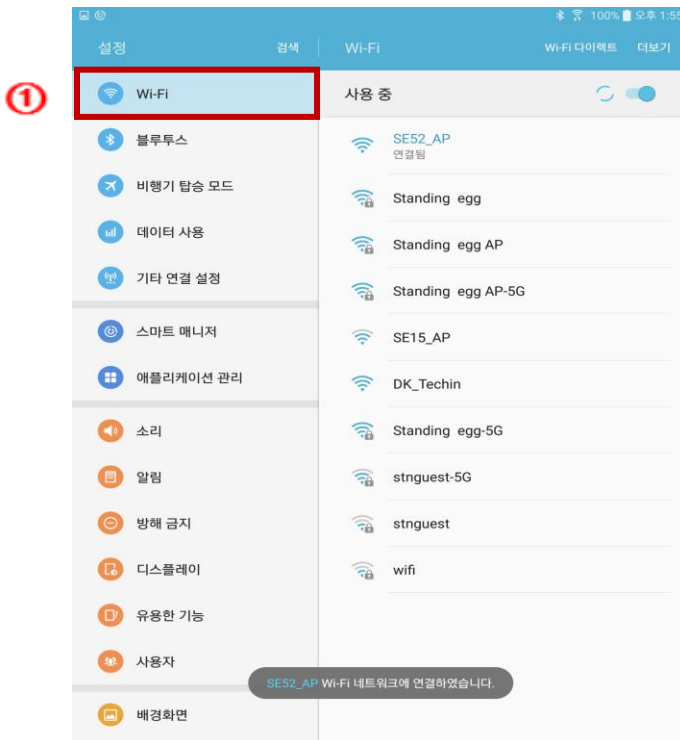 100% 오후 1:55
설정 검색 Wi-Fi Wi-Fi 다이렉트 더보기
①
Wi-Fi
블루투스
비행기 탑승 모드
데이터 사용
기타 연결 설정
스마트 매니저
애플리케이션 관리
소리
알림
방해 금지
디스플레이
유용한 기능
사용자
배경화면
사용 중
SE52_AP
연결됨
Standing egg
Standing egg AP
Standing egg AP-5G
SE15_AP
DK_Techin
Standing egg-5G
stnguest-5G
stnguest
wifi
SE52_AP Wi-Fi 네트워크에 연결하였습니다.